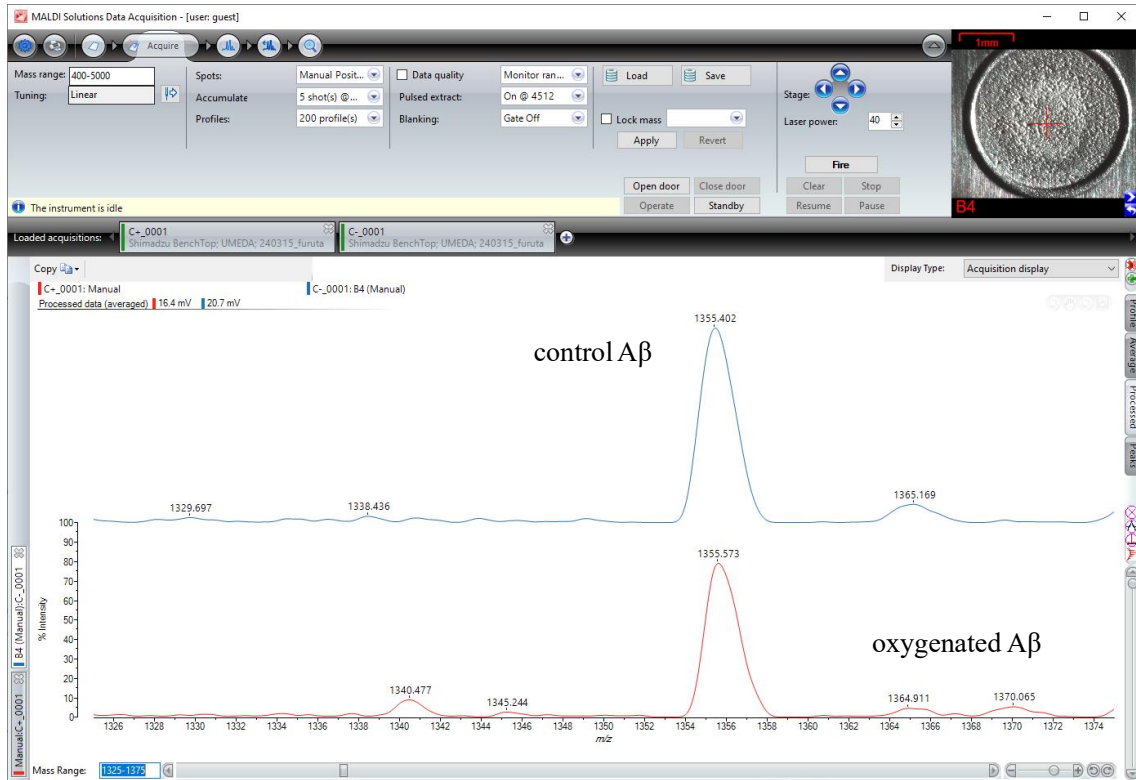 MALDI Solutions Data Acquisition - [user: guest]
Acquire
Mass range: 400-5000
Tuning: Linear
Spots: Manual Posit...
Accumulate 5 shot(s) @...
Profiles: 200 profile(s)
Data quality Monitor ran...
Pulsed extract: On @ 4512
Blanking: Gate Off
Load Save
Lock mass
Apply Revert
Open door Close door
Operate Standby
Stage:
Laser power: 40
Fire
Clear Stop
Resume Pause
1mm
B4
The instrument is idle
Loaded acquisitions:
C+_0001
Shimadzu BenchTop; UMEDA; 240315_furuta
C-_0001
Shimadzu BenchTop; UMEDA; 240315_furuta
Copy
Display Type: Acquisition display
C+_0001: Manual C-_0001: B4 (Manual)
Processed data (averaged) 16.4 mV 20.7 mV
Profile
Average
Processed
Peaks
1355.402
control Aβ
1329.697 1338.436 1365.169
100
90
80
70
60
50
40
30
20
10
0
% Intensity
1355.573
oxygenated Aβ
1340.477 1345.244 1364.911 1370.065
1326 1328 1330 1332 1334 1336 1338 1340 1342 1344 1346 1348 1350 1352 1354 1356 1358 1360 1362 1364 1366 1368 1370 1372 1374
m/z
B4 (Manual):C-_0001
Manual:C+_0001
Mass Range: 1325-1375